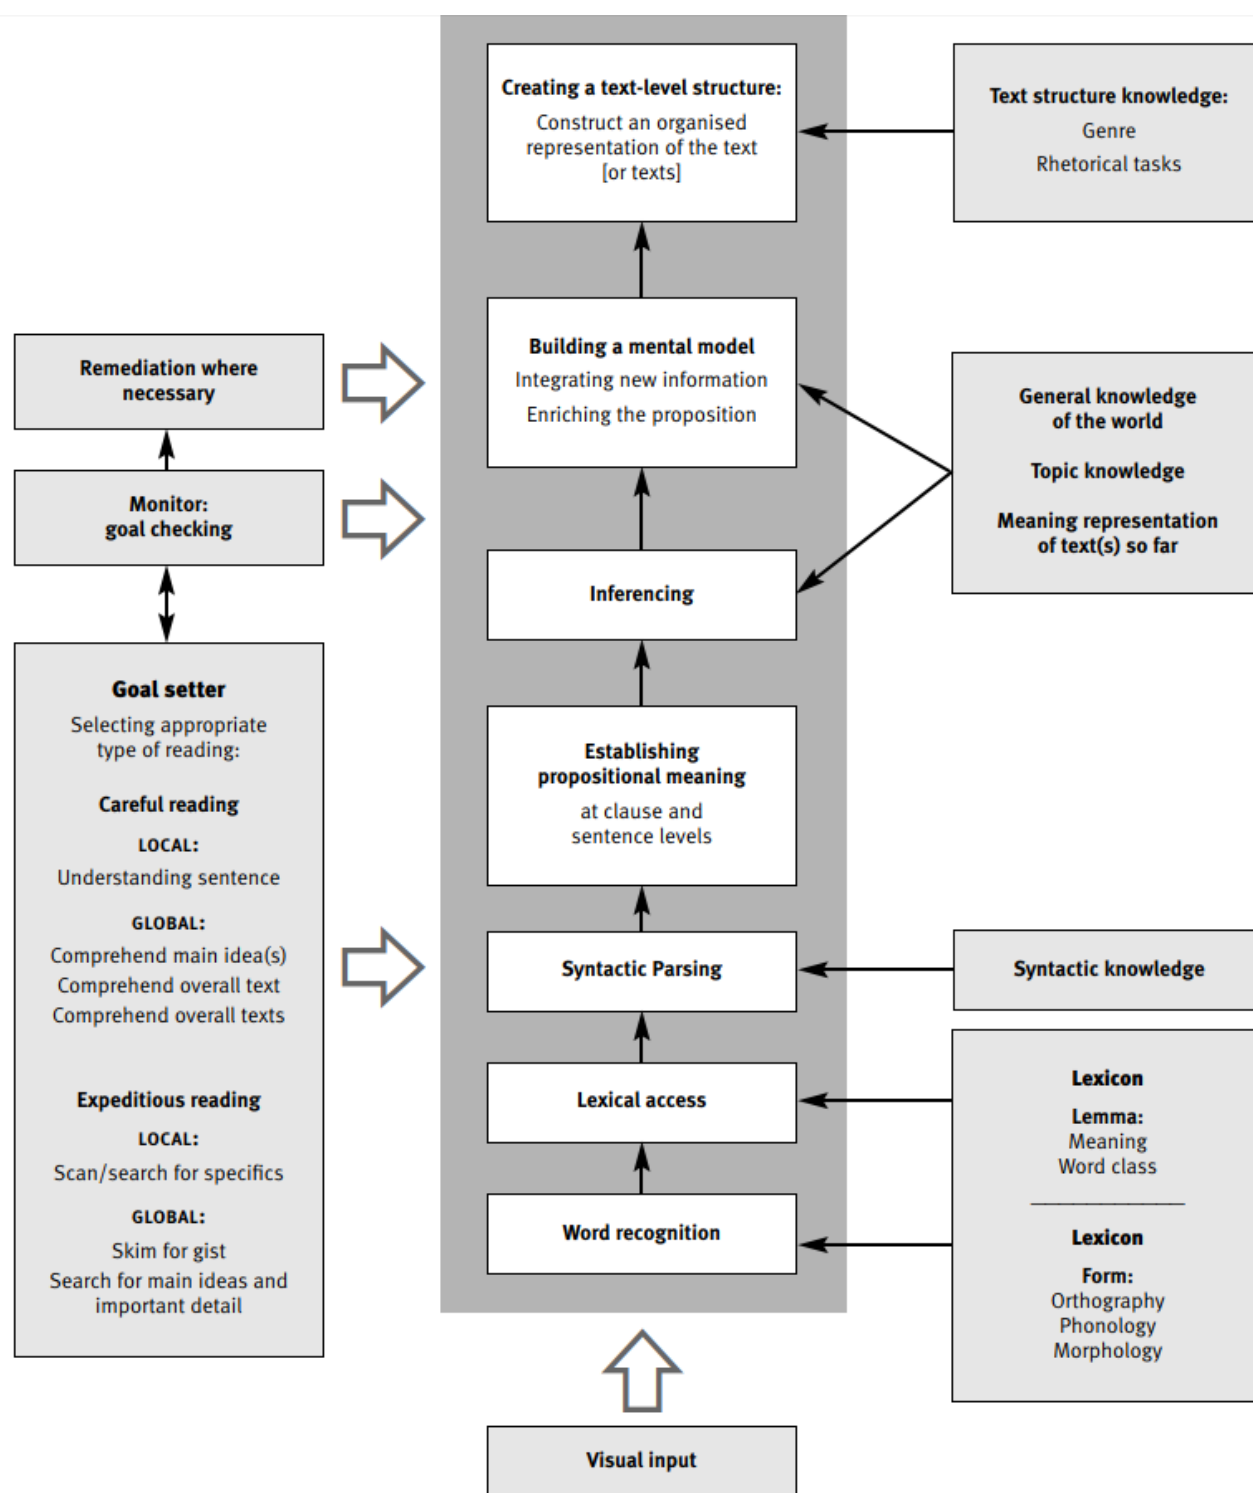 Creating a text-level structure:
Construct an organised
representation of the text
[or texts]
Text structure knowledge:
Genre
Rhetorical tasks
Remediation where
necessary
Building a mental model
Integrating new information
Enriching the proposition
General knowledge
of the world
Topic knowledge
Meaning representation
of text(s) so far
Monitor:
goal checking
Inferencing
Goal setter
Selecting appropriate
type of reading:
Careful reading
LOCAL:
Understanding sentence
GLOBAL:
Comprehend main idea(s)
Comprehend overall text
Comprehend overall texts
Expeditious reading
LOCAL:
Scan/search for specifics
GLOBAL:
Skim for gist
Search for main ideas and
important detail
Establishing
propositional meaning
at clause and
sentence levels
Syntactic Parsing
Syntactic knowledge
Lexical access
Word recognition
Lexicon
Lemma:
Meaning
Word class
Lexicon
Form:
Orthography
Phonology
Morphology
Visual input